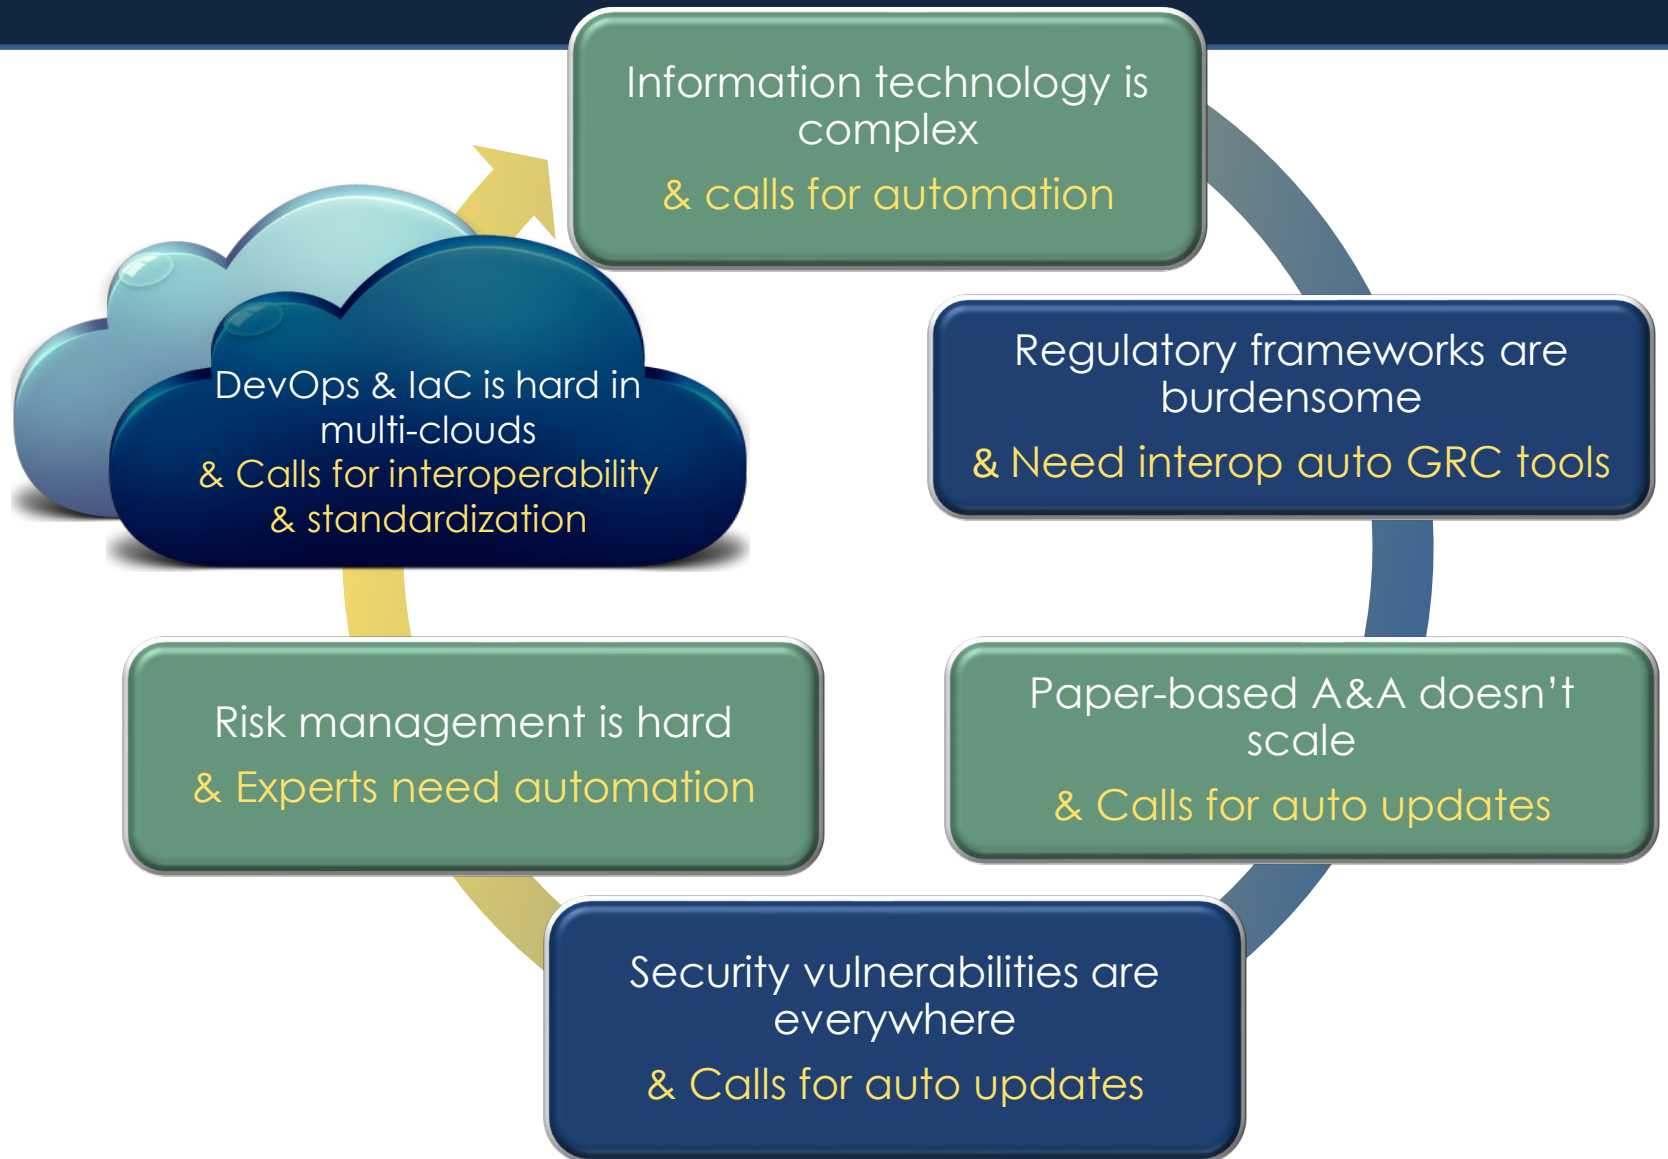 Information technology is
complex
& calls for automation
Regulatory frameworks are
burdensome
& Need interop auto GRC tools
Paper-based A&A doesn’t
scale
& Calls for auto updates
Security vulnerabilities are
everywhere
& Calls for auto updates
Risk management is hard
& Experts need automation
DevOps & IaC is hard in
multi-clouds
& Calls for interoperability
& standardization